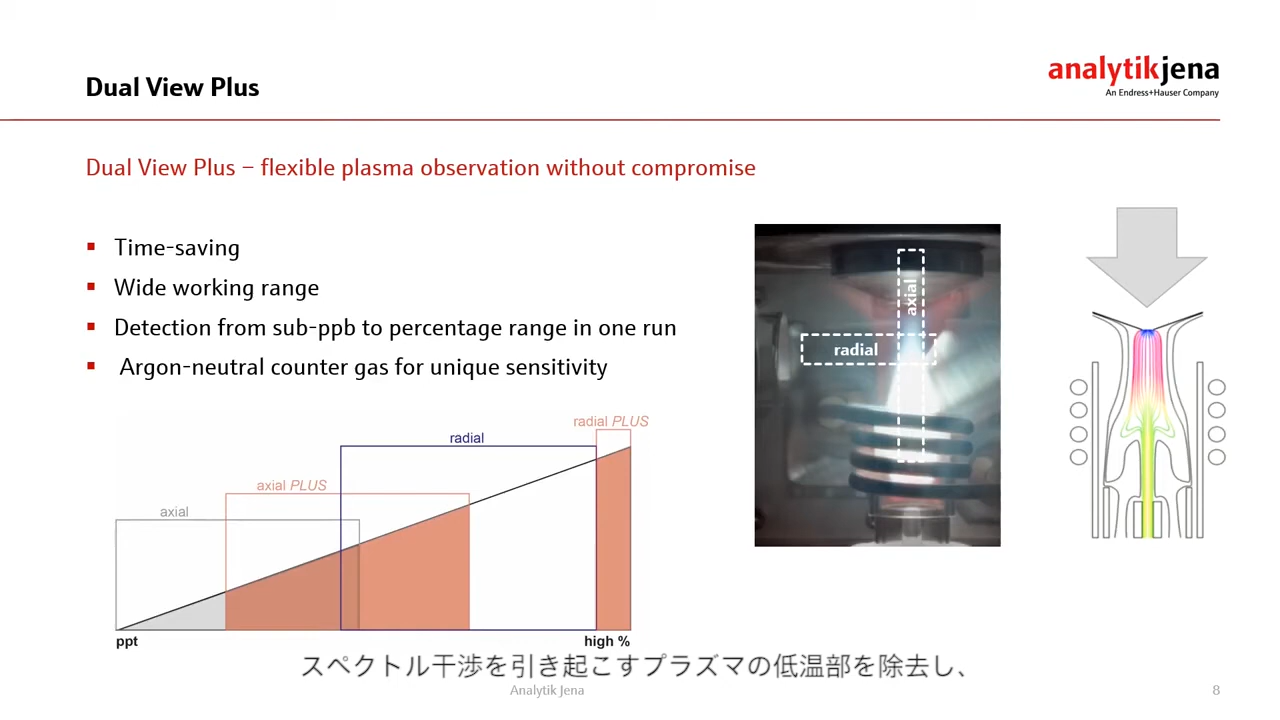 Dual View Plus
analytikjena
An Endress+Hauser Company
Dual View Plus – flexible plasma observation without compromise
▪ Time-saving
▪ Wide working range
▪ Detection from sub-ppb to percentage range in one run
▪ Argon-neutral counter gas for unique sensitivity
axial
radial
radial PLUS
radial
axial PLUS
axial
ppt
high %
スペクトル干渉を引き起こすプラズマの低温部を除去し、
Analytik Jena
8